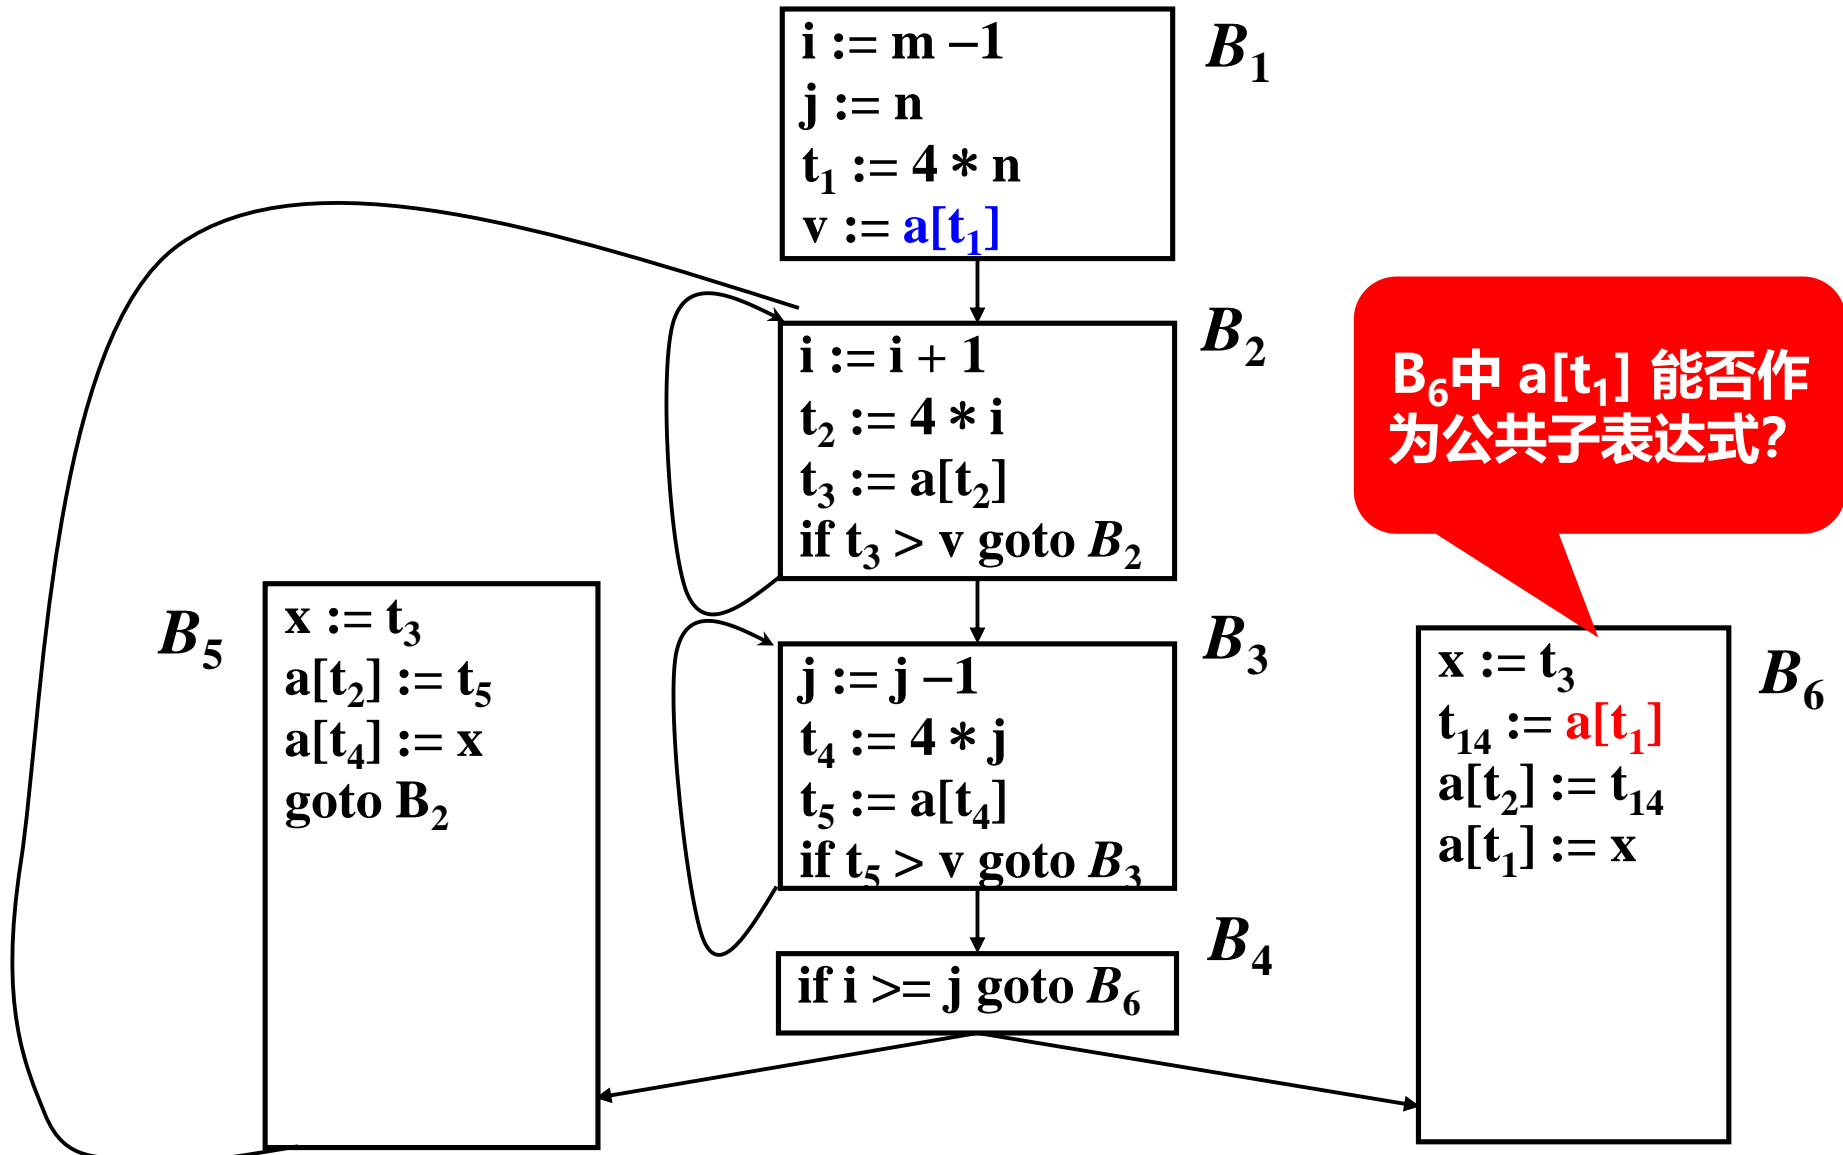 i := m –1
j := n
t₁ := 4 * n
v := a[t₁]
B₁
i := i + 1
t₂ := 4 * i
t₃ := a[t₂]
if t₃ > v goto B₂
B₂
B₆中 a[t₁] 能否作
为公共子表达式?
B₅
x := t₃
a[t₂] := t₅
a[t₄] := x
goto B₂
j := j –1
t₄ := 4 * j
t₅ := a[t₄]
if t₅ > v goto B₃
B₃
x := t₃
t₁₄ := a[t₁]
a[t₂] := t₁₄
a[t₁] := x
B₆
if i >= j goto B₆
B₄